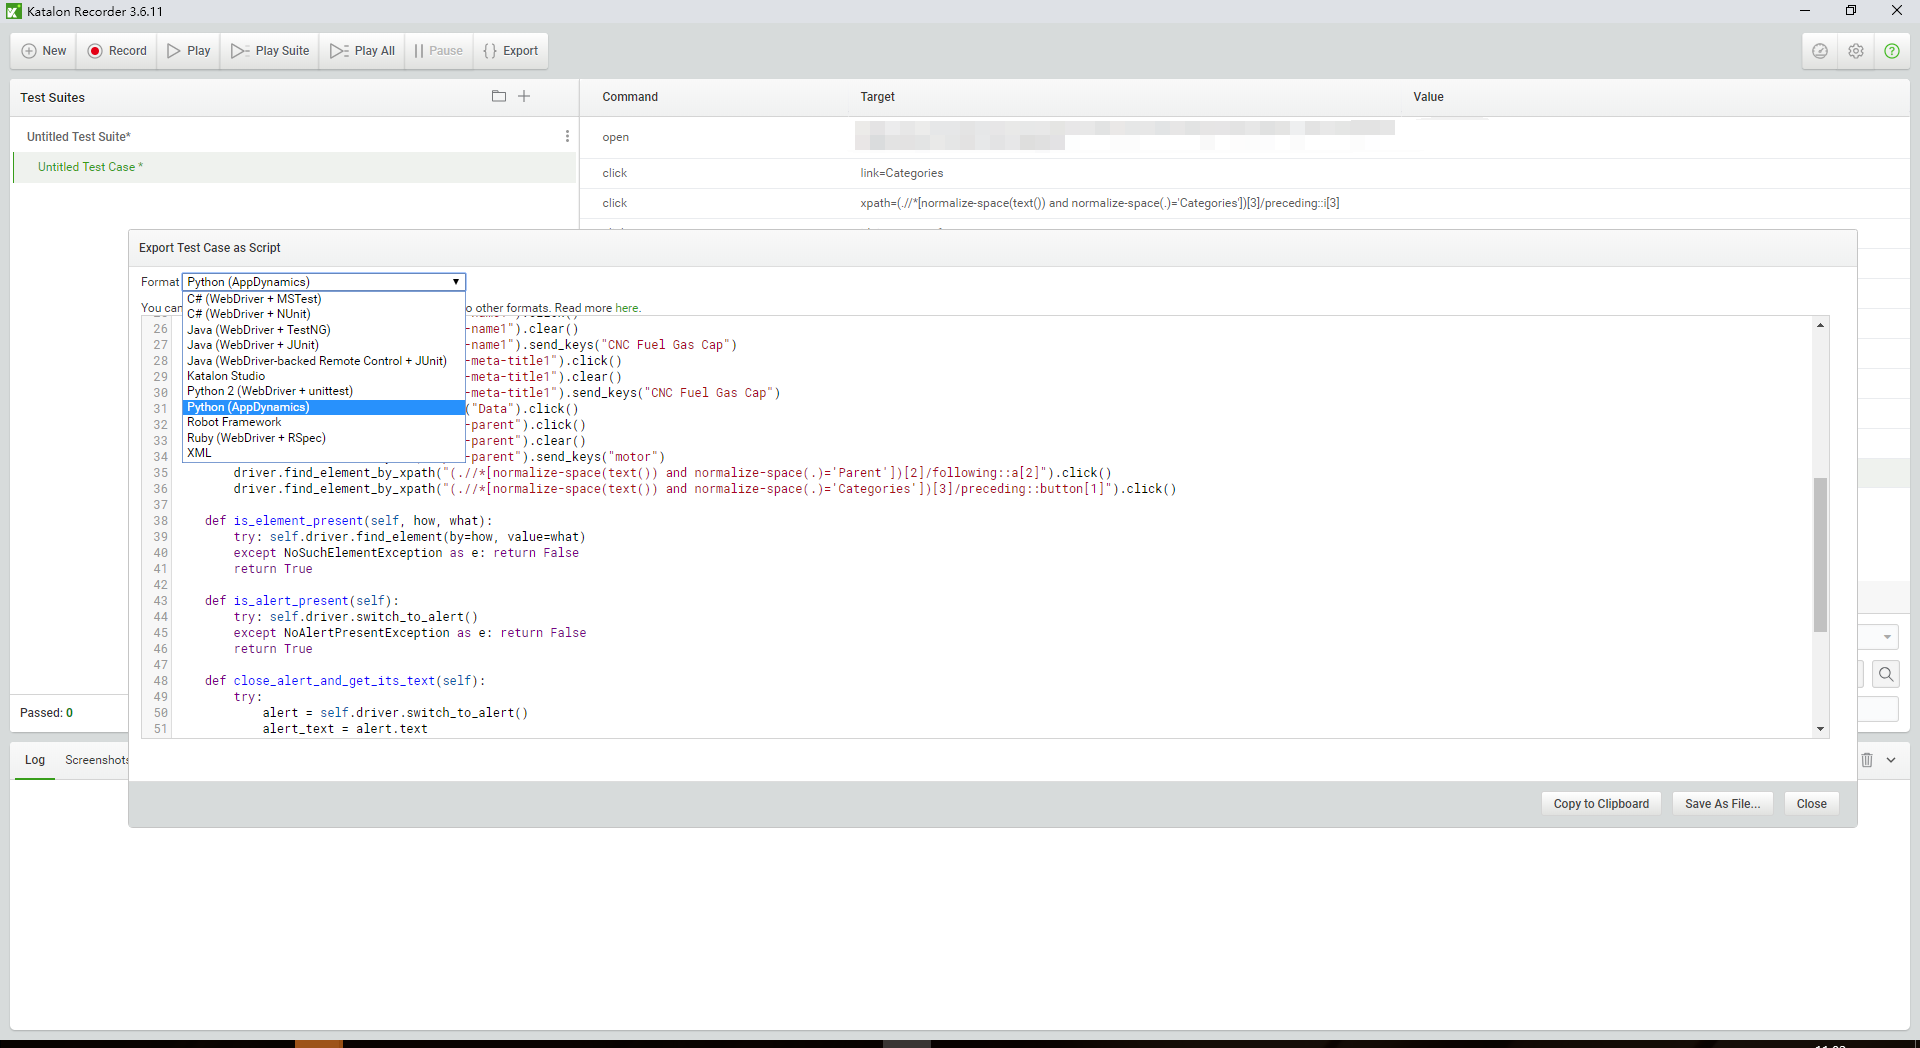 Katalon Recorder 3.6.11
New Record Play Play Suite Play All Pause Export
Test Suites
Untitled Test Suite*
Untitled Test Case *
Passed: 0
Command Target Value
open
click link=Categories
click xpath=(.//*[normalize-space(text()) and normalize-space(.)='Categories'])[3]/preceding::i[3]
Export Test Case as Script
Format Python (AppDynamics)
C# (WebDriver + MSTest)
C# (WebDriver + NUnit)
Java (WebDriver + TestNG)
Java (WebDriver + JUnit)
Java (WebDriver-backed Remote Control + JUnit)
Katalon Studio
Python 2 (WebDriver + unittest)
Python (AppDynamics)
Robot Framework
Ruby (WebDriver + RSpec)
XML
You can o other formats. Read more here.
26 -name1").clear()
27 -name1").send_keys("CNC Fuel Gas Cap")
28 -meta-title1").click()
29 -meta-title1").clear()
30 -meta-title1").send_keys("CNC Fuel Gas Cap")
31 ("Data").click()
32 -parent").click()
33 -parent").clear()
34 -parent").send_keys("motor")
35 driver.find_element_by_xpath("(.//*[normalize-space(text()) and normalize-space(.)='Parent'])[2]/following::a[2]").click()
36 driver.find_element_by_xpath("(.//*[normalize-space(text()) and normalize-space(.)='Categories'])[3]/preceding::button[1]").click()
37
38 def is_element_present(self, how, what):
39 try: self.driver.find_element(by=how, value=what)
40 except NoSuchElementException as e: return False
41 return True
42
43 def is_alert_present(self):
44 try: self.driver.switch_to_alert()
45 except NoAlertPresentException as e: return False
46 return True
47
48 def close_alert_and_get_its_text(self):
49 try:
50 alert = self.driver.switch_to_alert()
51 alert_text = alert.text
Copy to Clipboard Save As File... Close
Log Screenshots